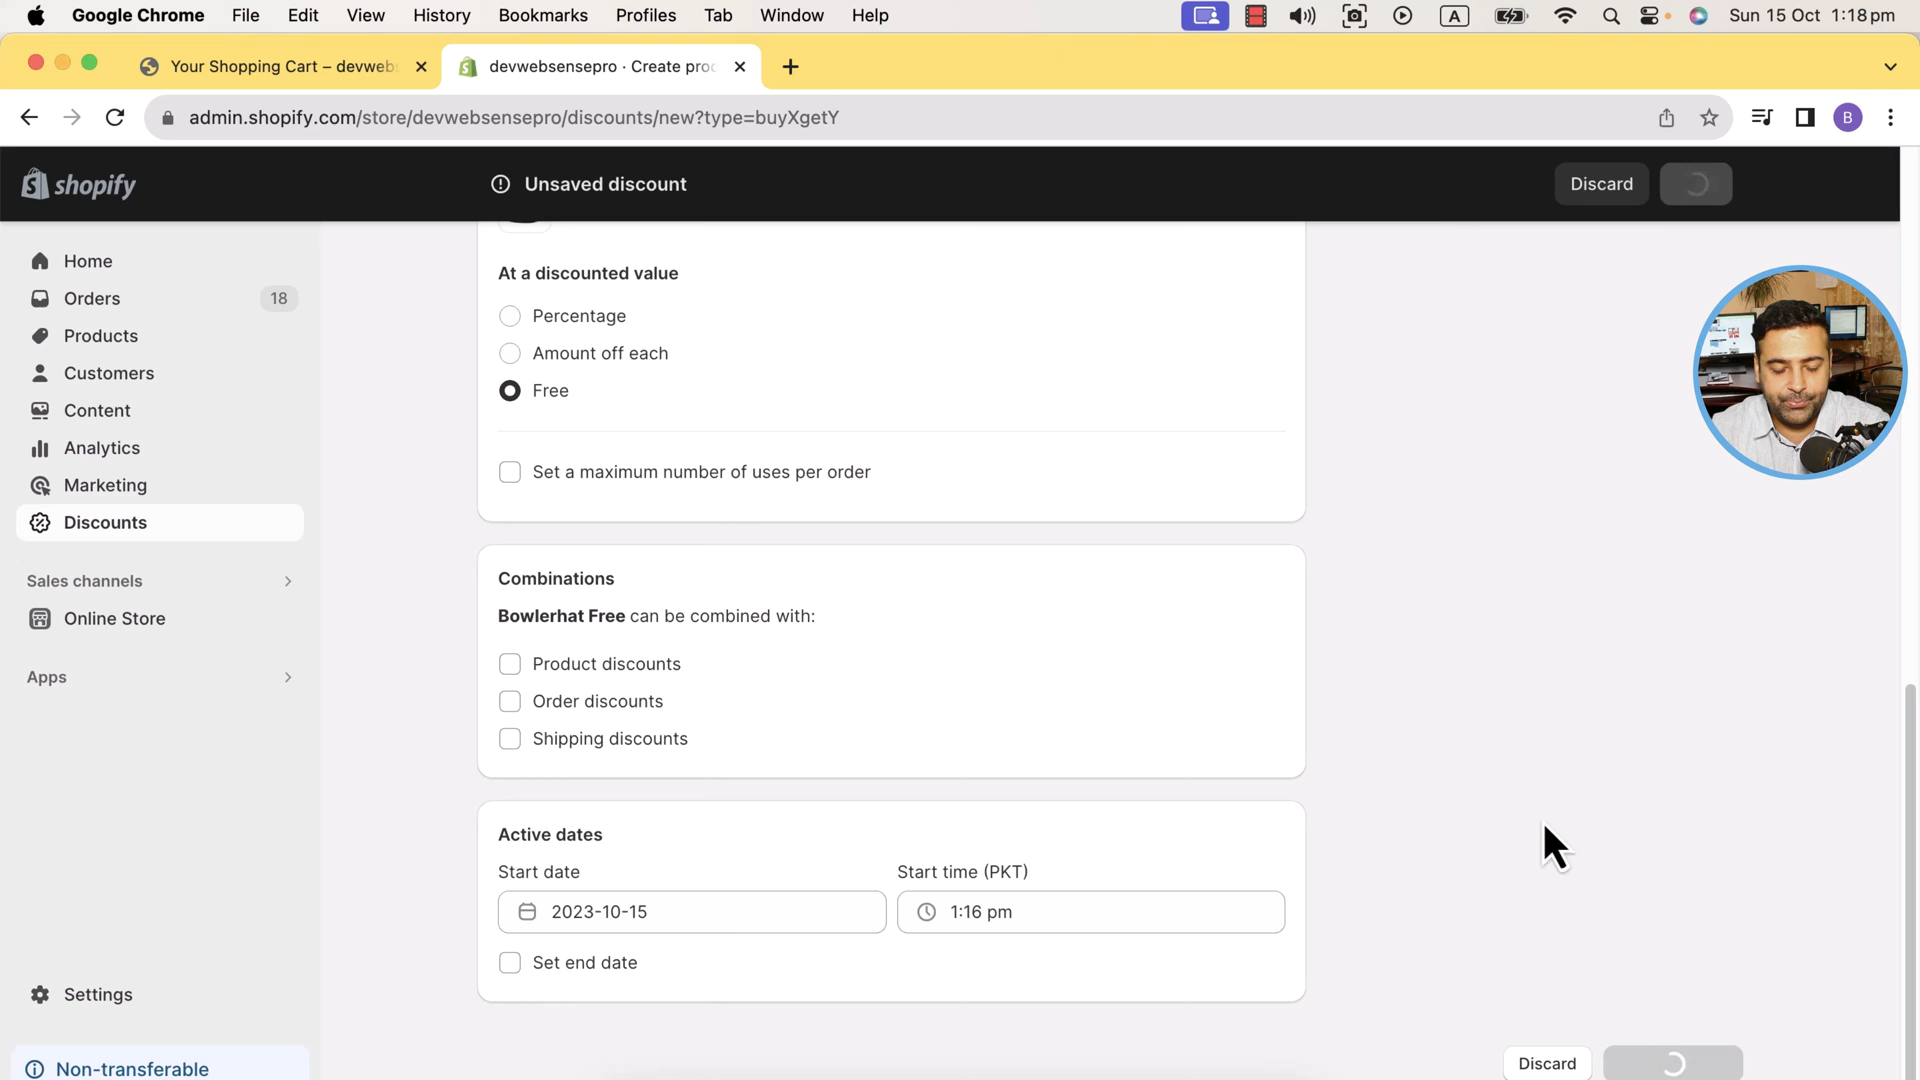 Google Chrome File Edit View History Bookmarks Profiles Tab Window Help A Sun 15 Oct 1:18 pm
Your Shopping Cart – devweb
devwebsensepro · Create pro
admin.shopify.com/store/devwebsensepro/discounts/new?type=buyXgetY B
shopify Unsaved discount Discard
Home
Orders 18
Products
Customers
Content
Analytics
Marketing
Discounts
Sales channels
Online Store
Apps
Settings
Non-transferable
At a discounted value
Percentage
Amount off each
Free
Set a maximum number of uses per order
Combinations
Bowlerhat Free can be combined with:
Product discounts
Order discounts
Shipping discounts
Active dates
Start date Start time (PKT)
2023-10-15 1:16 pm
Set end date
Discard